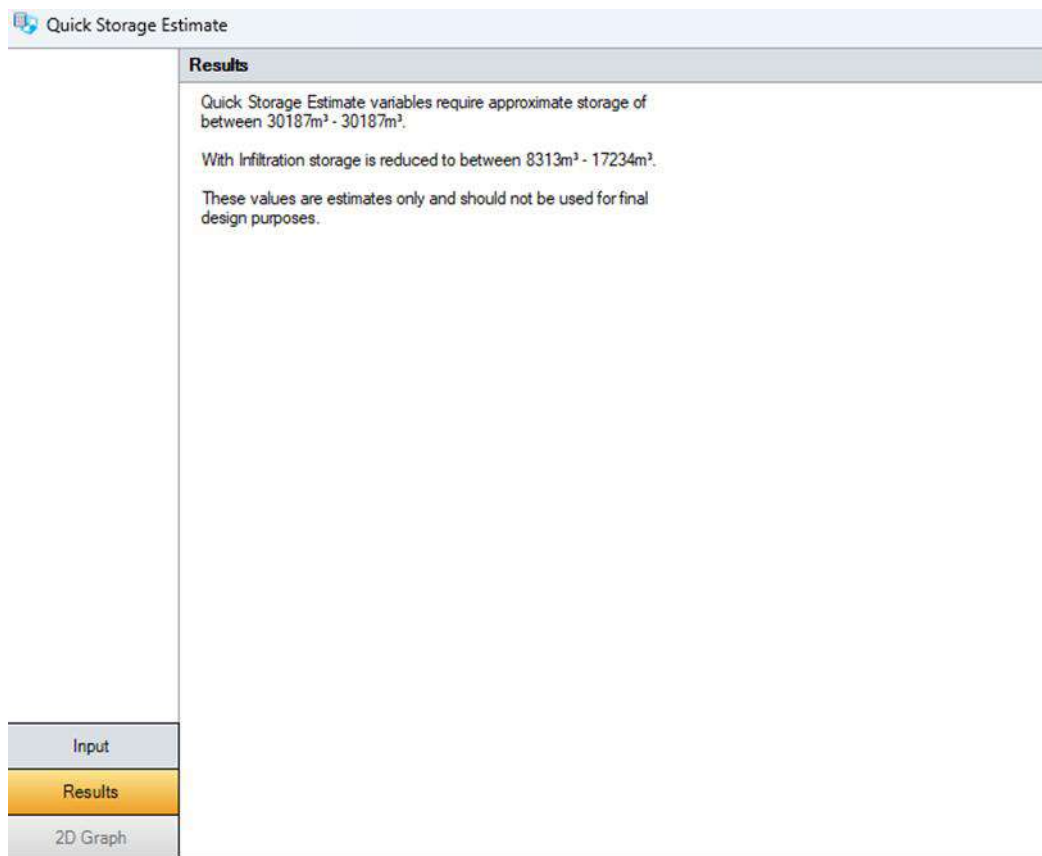 Quick Storage Estimate
Results
Quick Storage Estimate variables require approximate storage of
between 30187m³ - 30187m³.
With Infiltration storage is reduced to between 8313m³ - 17234m³.
These values are estimates only and should not be used for final
design purposes.
Input
Results
2D Graph